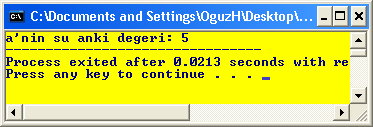 C:\Documents and Settings\OguzH\Desktop\...
a'nin su anki degeri: 5
--------------------------------
Process exited after 0.0213 seconds with re
Press any key to continue . . .